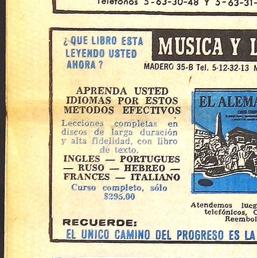 Teléfonos 5-63-30-48 Y 5-63-31-
¿QUE LIBRO ESTA
LEYENDO USTED
AHORA?
MUSICA Y L
MADERO 35-B Tel. 5-12-32-13 M
APRENDA USTED
IDIOMAS POR ESTOS
METODOS EFECTIVOS
Lecciones completas en
discos de larga duración
y alta fidelidad, con libro
de texto.
INGLES — PORTUGUES
— RUSO — HEBREO —
FRANCES — ITALIANO
Curso completo, sólo
$295.00
EL ALEMA
Atendemos lueg
telefónicos, C
Reembol
RECUERDE:
EL UNICO CAMINO DEL PROGRESO ES LA